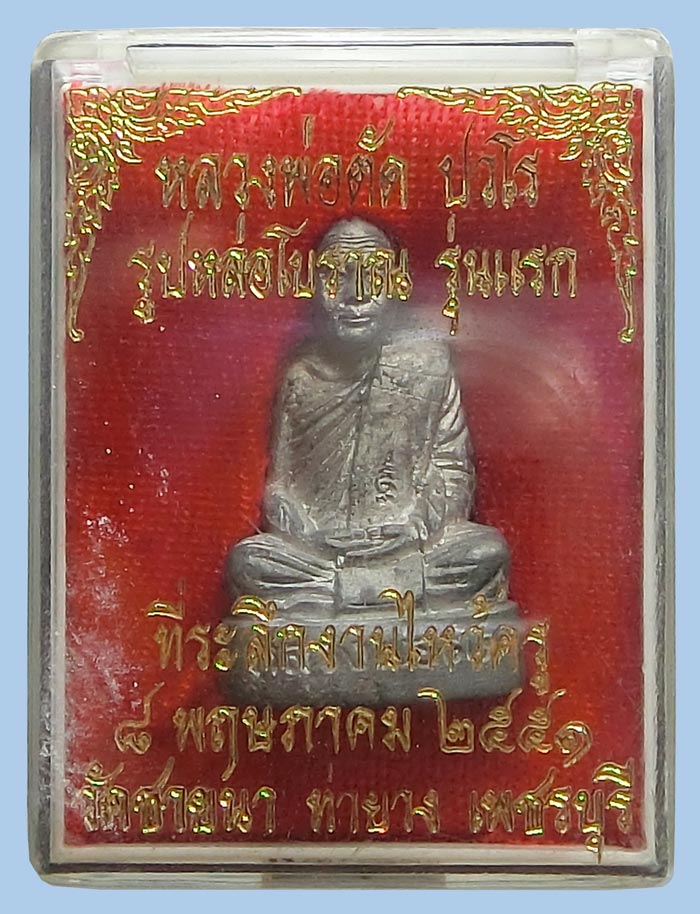 หลวงพ่อตัด ปวโร
รูปหล่อโบราณ รุ่นแรก
ที่ระลึกงานไหว้ครู
๘ พฤษภาคม ๒๕๕๑
วัดชายนา ท่ายาง เพชรบุรี